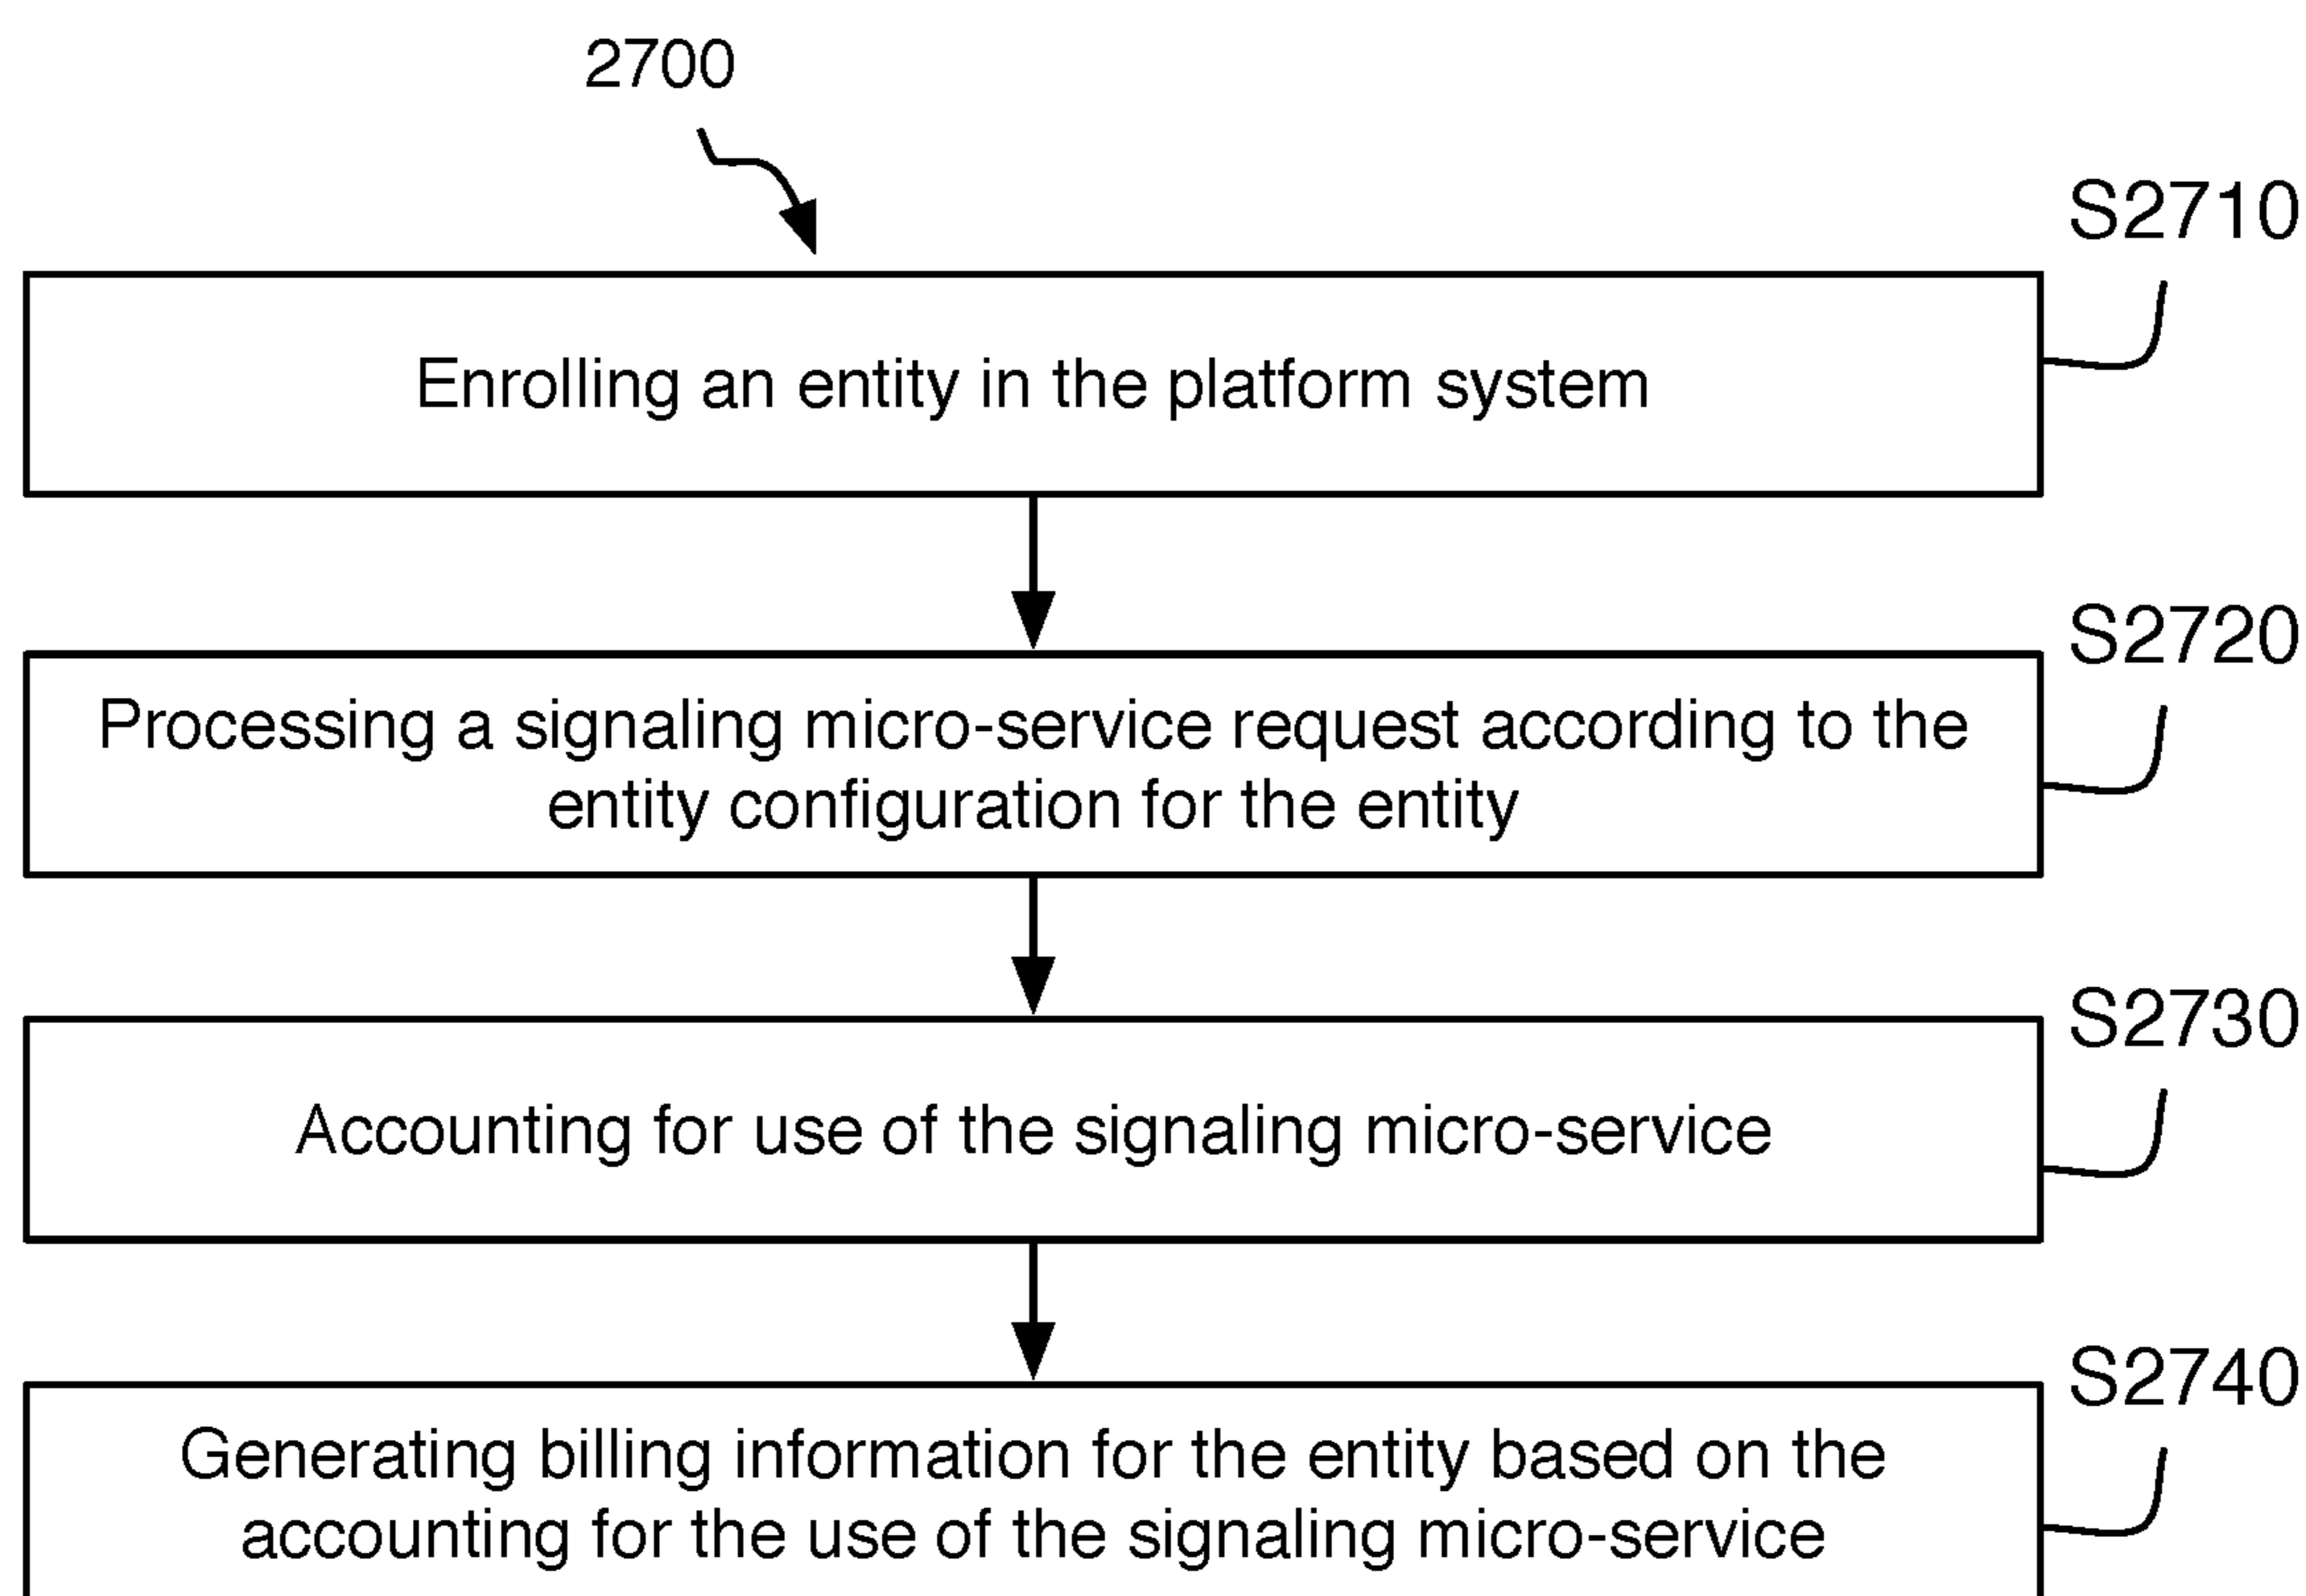 2700
S2710
Enrolling an entity in the platform system
S2720
Processing a signaling micro-service request according to the
entity configuration for the entity
S2730
Accounting for use of the signaling micro-service
S2740
Generating billing information for the entity based on the
accounting for the use of the signaling micro-service